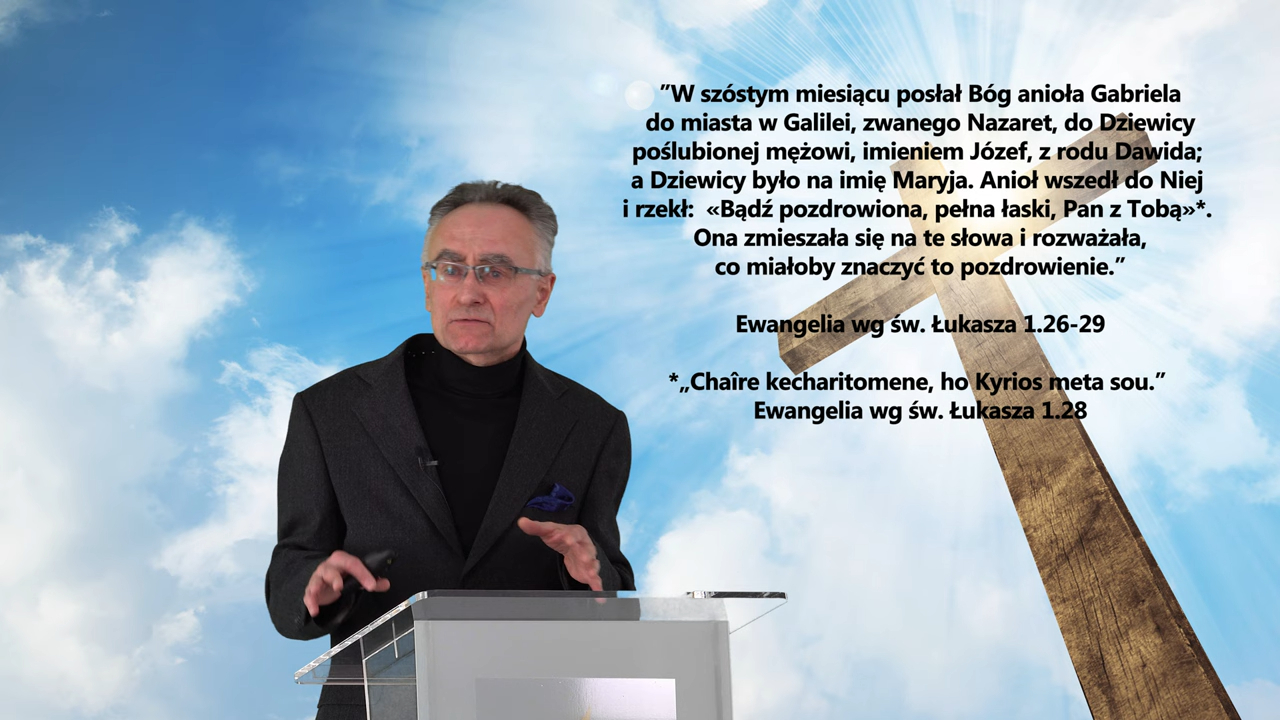 ”W szóstym miesiącu posłał Bóg anioła Gabriela
do miasta w Galilei, zwanego Nazaret, do Dziewicy
poślubionej mężowi, imieniem Józef, z rodu Dawida;
a Dziewicy było na imię Maryja. Anioł wszedł do Niej
i rzekł: «Bądź pozdrowiona, pełna łaski, Pan z Tobą»*.
Ona zmieszała się na te słowa i rozważała,
co miałoby znaczyć to pozdrowienie.”
Ewangelia wg św. Łukasza 1.26-29
*„Chaîre kecharitomene, ho Kyrios meta sou.”
Ewangelia wg św. Łukasza 1.28